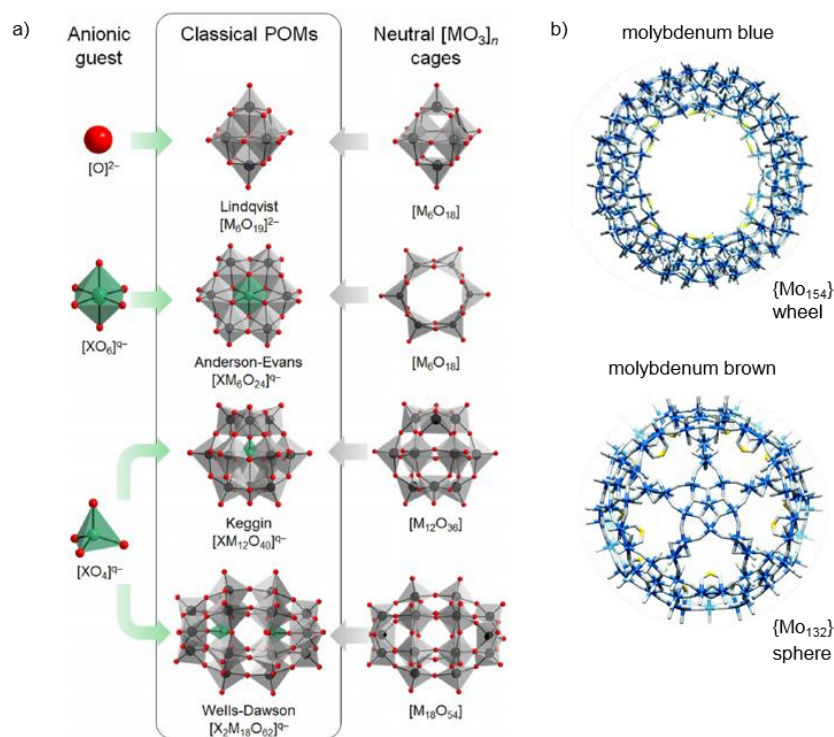 a)
Anionic
guest
Classical POMs
Neutral [MO₃]ₙ
cages
[O]²⁻
Lindqvist
[M₆O₁₉]²⁻
[M₆O₁₈]
[XO₆]q⁻
Anderson-Evans
[XM₆O₂₄]q⁻
[M₆O₁₈]
Keggin
[XM₁₂O₄₀]q⁻
[M₁₂O₃₆]
[XO₄]q⁻
Wells-Dawson
[X₂M₁₈O₆₂]q⁻
[M₁₈O₅₄]
b)
molybdenum blue
{Mo₁₅₄}
wheel
molybdenum brown
{Mo₁₃₂}
sphere